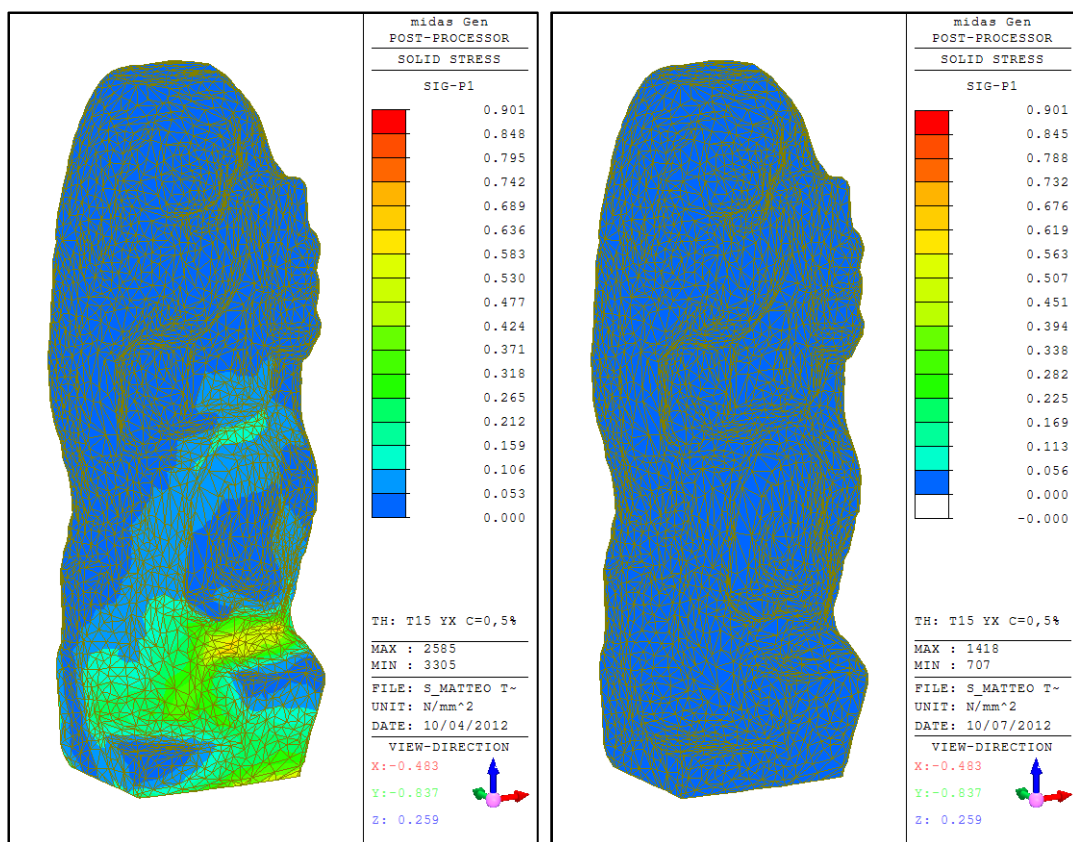 midas Gen
POST-PROCESSOR
SOLID STRESS
SIG-P1
0.901
0.848
0.795
0.742
0.689
0.636
0.583
0.530
0.477
0.424
0.371
0.318
0.265
0.212
0.159
0.106
0.053
0.000
TH: T15 YX C=0,5%
MAX : 2585
MIN : 3305
FILE: S_MATTEO T~
UNIT: N/mm^2
DATE: 10/04/2012
VIEW-DIRECTION
X:-0.483
Y:-0.837
Z: 0.259
midas Gen
POST-PROCESSOR
SOLID STRESS
SIG-P1
0.901
0.845
0.788
0.732
0.676
0.619
0.563
0.507
0.451
0.394
0.338
0.282
0.225
0.169
0.113
0.056
0.000
-0.000
TH: T15 YX C=0,5%
MAX : 1418
MIN : 707
FILE: S_MATTEO T~
UNIT: N/mm^2
DATE: 10/07/2012
VIEW-DIRECTION
X:-0.483
Y:-0.837
Z: 0.259